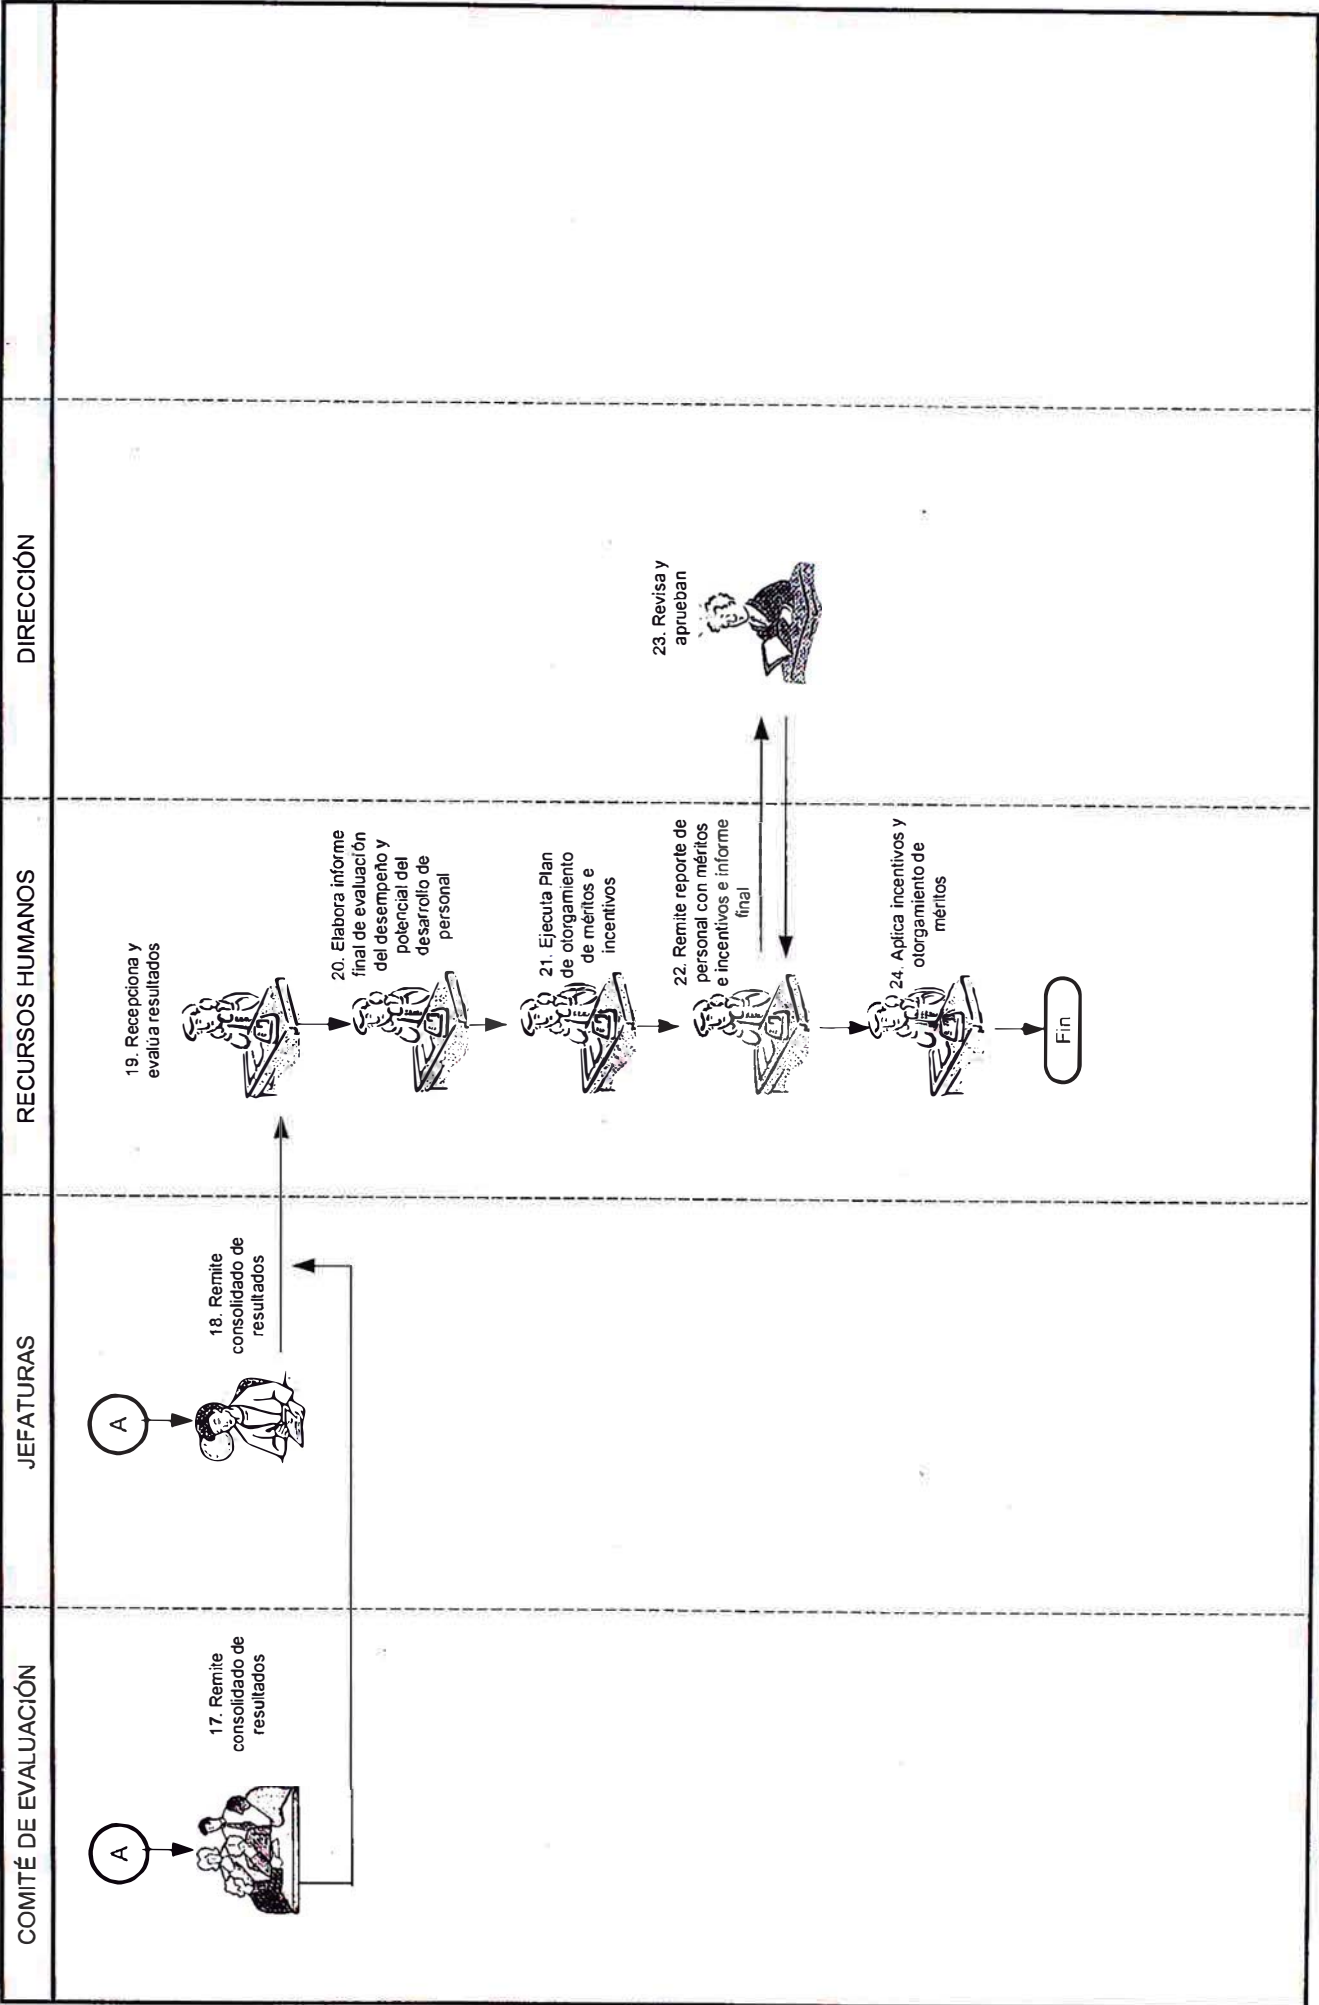 COMITÉ DE EVALUACIÓN
JEFATURAS
RECURSOS HUMANOS
DIRECCIÓN
A
17. Remite
consolidado de
resultados
A
18. Remite
consolidado de
resultados
19. Recepciona y
evalúa resultados
20. Elabora informe
final de evaluación
del desempeño y
potencial del
desarrollo de
personal
21. Ejecuta Plan
de otorgamiento
de méritos e
incentivos
22. Remite reporte de
personal con méritos
e incentivos e informe
final
23. Revisa y
aprueban
24. Aplica incentivos y
otorgamiento de
méritos
Fin